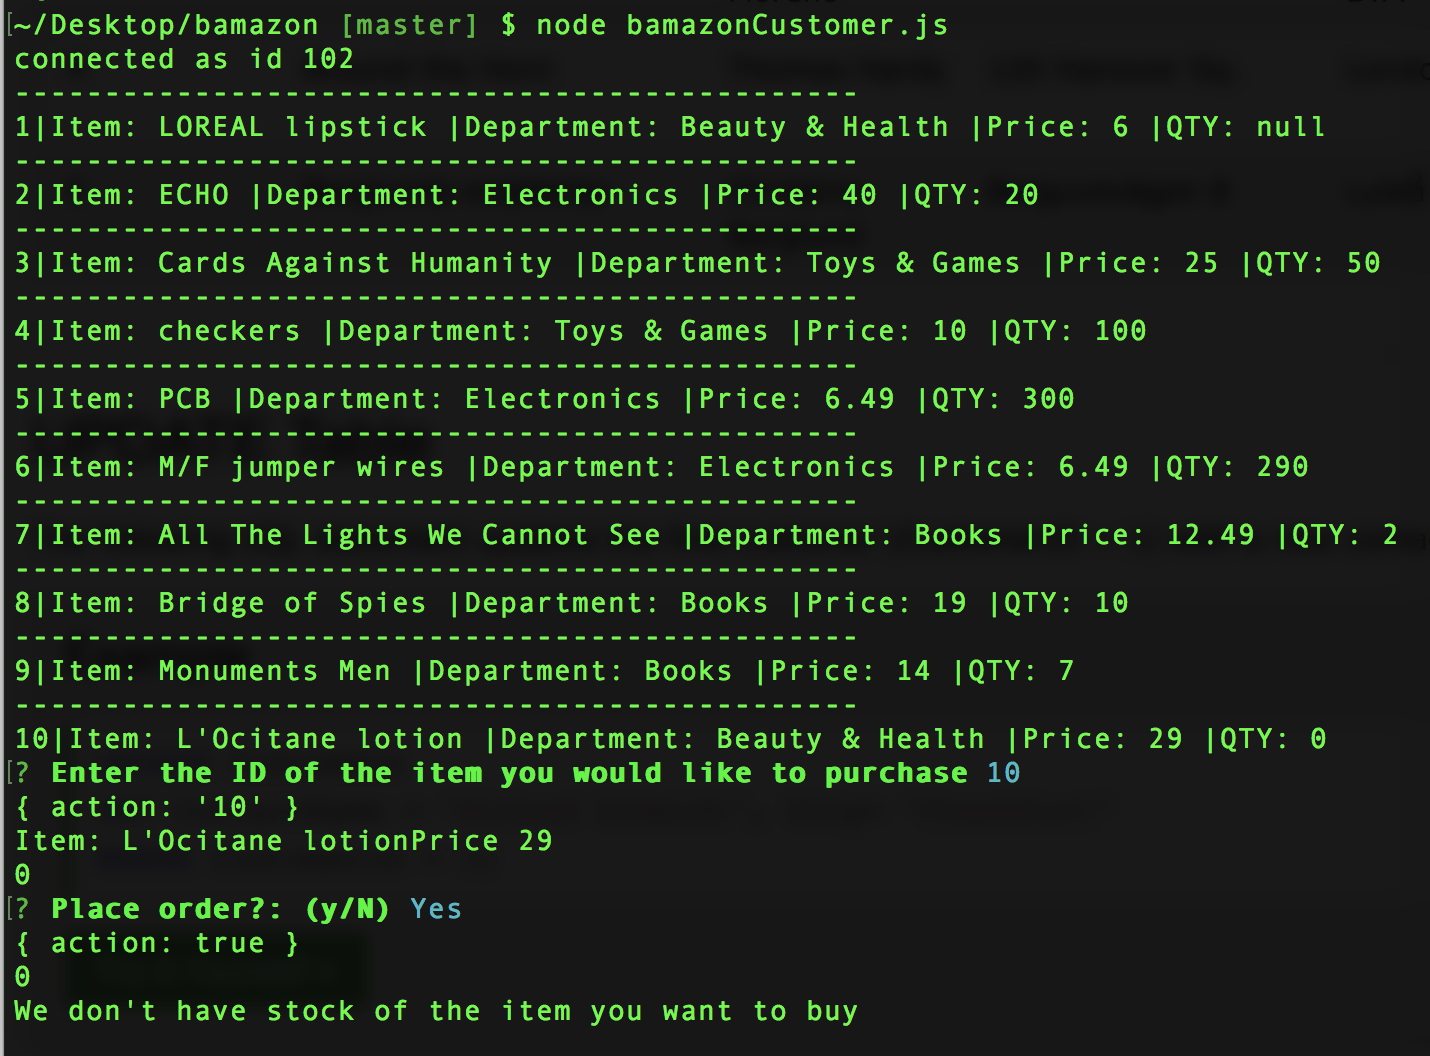 ~/Desktop/bamazon [master] $ node bamazonCustomer.js
connected as id 102
-----------------------------------------------
1|Item: LOREAL lipstick |Department: Beauty & Health |Price: 6 |QTY: null
-----------------------------------------------
2|Item: ECHO |Department: Electronics |Price: 40 |QTY: 20
-----------------------------------------------
3|Item: Cards Against Humanity |Department: Toys & Games |Price: 25 |QTY: 50
-----------------------------------------------
4|Item: checkers |Department: Toys & Games |Price: 10 |QTY: 100
-----------------------------------------------
5|Item: PCB |Department: Electronics |Price: 6.49 |QTY: 300
-----------------------------------------------
6|Item: M/F jumper wires |Department: Electronics |Price: 6.49 |QTY: 290
-----------------------------------------------
7|Item: All The Lights We Cannot See |Department: Books |Price: 12.49 |QTY: 2
-----------------------------------------------
8|Item: Bridge of Spies |Department: Books |Price: 19 |QTY: 10
-----------------------------------------------
9|Item: Monuments Men |Department: Books |Price: 14 |QTY: 7
-----------------------------------------------
10|Item: L'Ocitane lotion |Department: Beauty & Health |Price: 29 |QTY: 0
? Enter the ID of the item you would like to purchase 10
{ action: '10' }
Item: L'Ocitane lotionPrice 29
0
? Place order?: (y/N) Yes
{ action: true }
0
We don't have stock of the item you want to buy